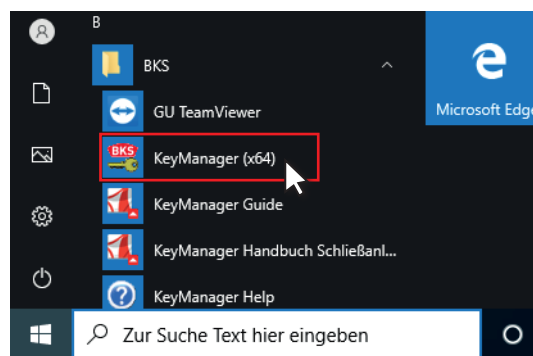 B
BKS
GU TeamViewer
BKS
KeyManager (x64)
KeyManager Guide
KeyManager Handbuch Schließanl...
KeyManager Help
Microsoft Edge
Zur Suche Text hier eingeben